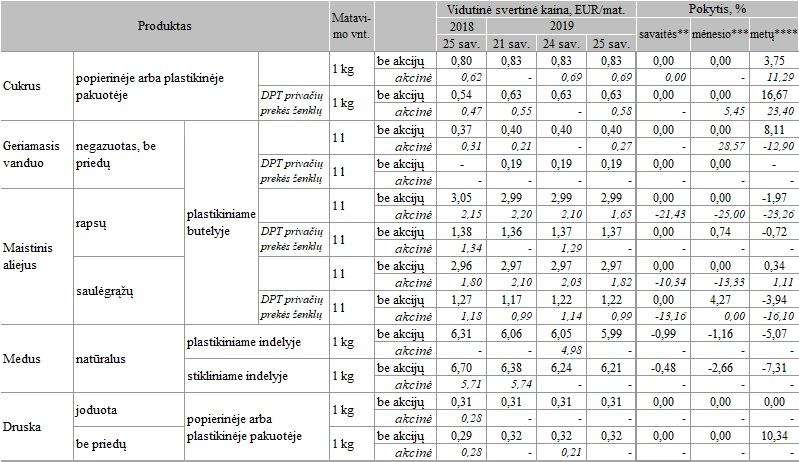 Produktas Matavi- Vidutinė svertinė kaina, EUR/mat. Pokytis, %
mo vnt. 2018 2019 savaitės** mėnesio*** metų****
25 sav. 21 sav. 24 sav. 25 sav.
Cukrus popierinėje arba plastikinėje pakuotėje 1 kg be akcijų 0,80 0,83 0,83 0,83 0,00 0,00 3,75
akcinė 0,62 - 0,69 0,69 0,00 - 11,29
DPT privačių prekės ženklų 1 kg be akcijų 0,54 0,63 0,63 0,63 0,00 0,00 16,67
akcinė 0,47 0,55 - 0,58 - 5,45 23,40
Geriamasis vanduo negazuotas, be priedų plastikiniame butelyje 1 l be akcijų 0,37 0,40 0,40 0,40 0,00 0,00 8,11
akcinė 0,31 0,21 - 0,27 - 28,57 -12,90
DPT privačių prekės ženklų 1 l be akcijų - 0,19 0,19 0,19 0,00 0,00 -
akcinė - - - - - - -
Maistinis aliejus rapsų 1 l be akcijų 3,05 2,99 2,99 2,99 0,00 0,00 -1,97
akcinė 2,15 2,20 2,10 1,65 -21,43 -25,00 -23,26
DPT privačių prekės ženklų 1 l be akcijų 1,38 1,36 1,37 1,37 0,00 0,74 -0,72
akcinė 1,34 - 1,29 - - - -
saulėgrąžų 1 l be akcijų 2,96 2,97 2,97 2,97 0,00 0,00 0,34
akcinė 1,80 2,10 2,03 1,82 -10,34 -13,33 1,11
DPT privačių prekės ženklų 1 l be akcijų 1,27 1,17 1,22 1,22 0,00 4,27 -3,94
akcinė 1,18 0,99 1,14 0,99 -13,16 0,00 -16,10
Medus natūralus plastikiniame indelyje 1 kg be akcijų 6,31 6,06 6,05 5,99 -0,99 -1,16 -5,07
akcinė - - 4,98 - - - -
stikliniame indelyje 1 kg be akcijų 6,70 6,38 6,24 6,21 -0,48 -2,66 -7,31
akcinė 5,71 5,74 - - - - -
Druska joduota popierinėje arba plastikinėje pakuotėje 1 kg be akcijų 0,31 0,31 0,31 0,31 0,00 0,00 0,00
akcinė 0,28 - - - - - -
be priedų 1 kg be akcijų 0,29 0,32 0,32 0,32 0,00 0,00 10,34
akcinė 0,28 - 0,21 - - - -